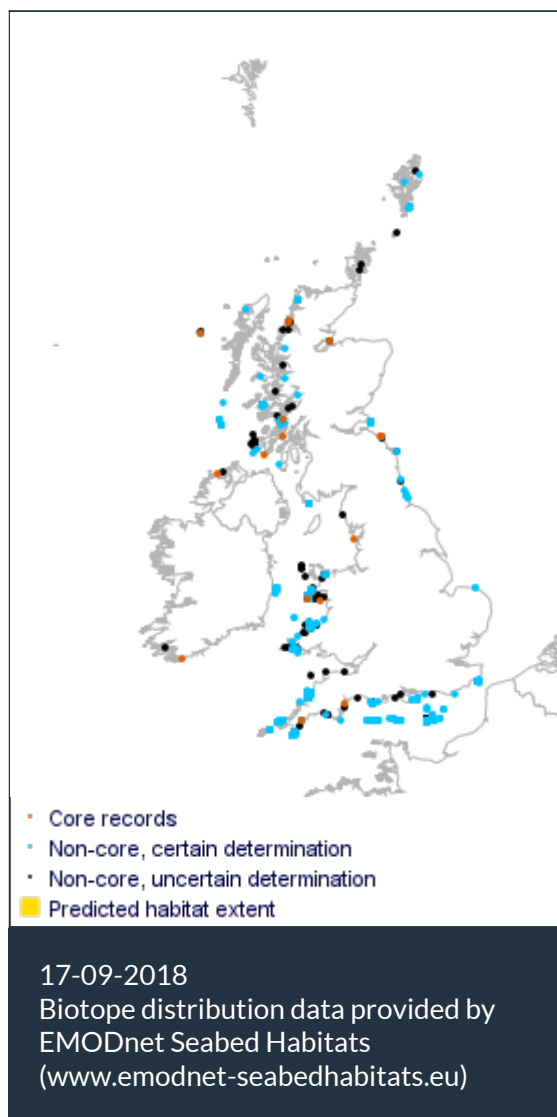 Core records
Non-core, certain determination
Non-core, uncertain determination
Predicted habitat extent
17-09-2018
Biotope distribution data provided by
EMODnet Seabed Habitats
(www.emodnet-seabedhabitats.eu)